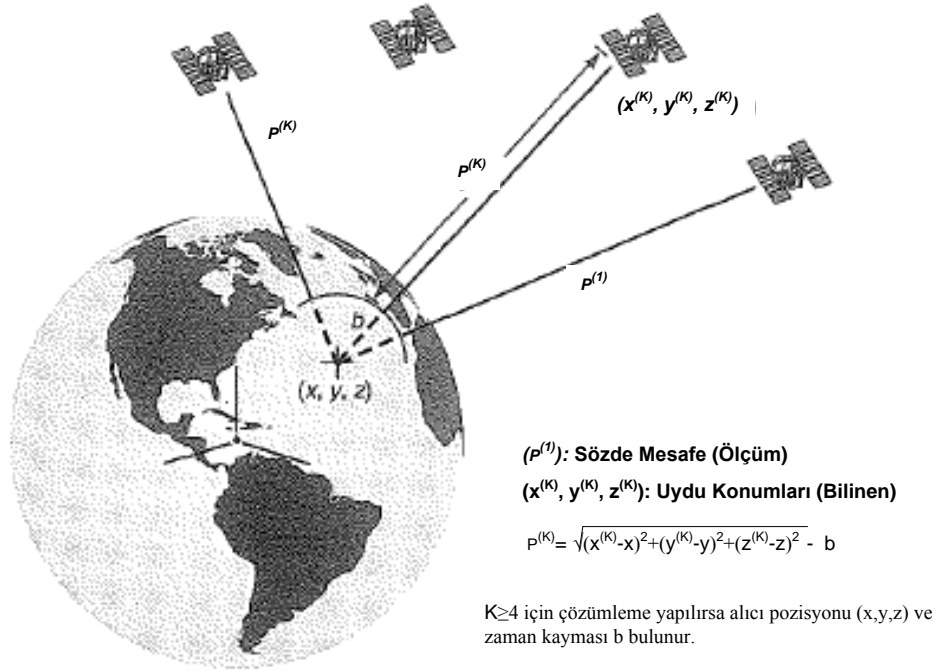 (x^(K), y^(K), z^(K))
P^(K)
P^(K)
P^(1)
b
(x, y, z)
(P^(1)): Sözde Mesafe (Ölçüm)
(x^(K), y^(K), z^(K)): Uydu Konumları (Bilinen)
P^(K)= √(x^(K)-x)^2+(y^(K)-y)^2+(z^(K)-z)^2 - b
K≥4 için çözümleme yapılırsa alıcı pozisyonu (x,y,z) ve
zaman kayması b bulunur.